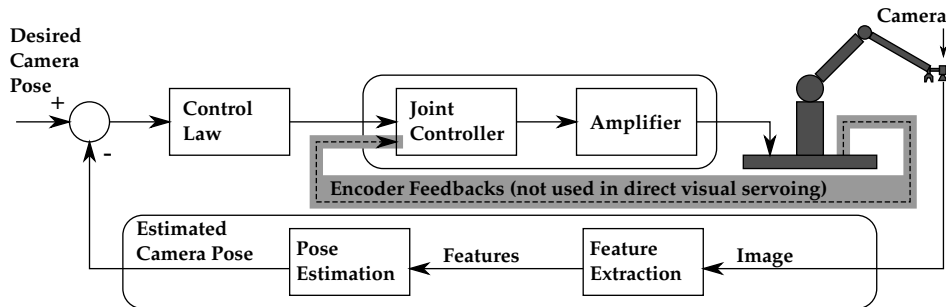 Desired
Camera
Pose
+
-
Control
Law
Joint
Controller
Amplifier
Camera
Encoder Feedbacks (not used in direct visual servoing)
Estimated
Camera Pose
Pose
Estimation
Features
Feature
Extraction
Image